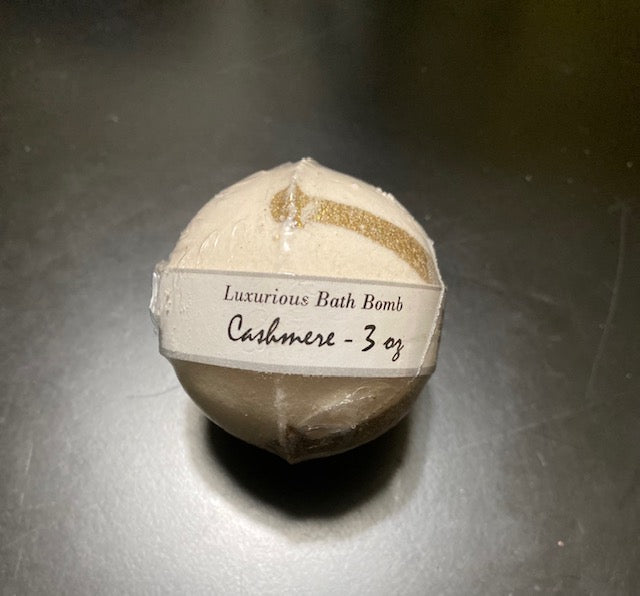 Luxurious Bath Bomb
Cashmere - 3 oz